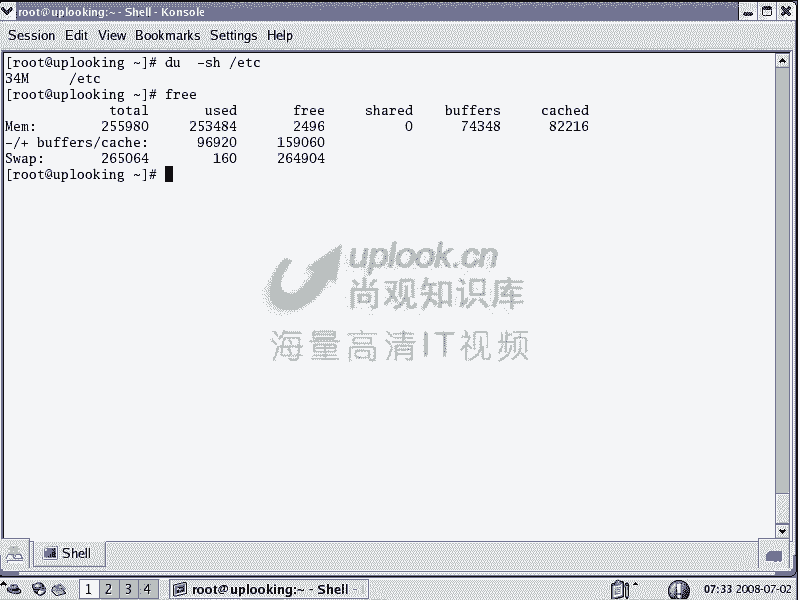 root@uplooking:~ - Shell - Konsole
Session Edit View Bookmarks Settings Help
[root@uplooking ~]# du  -sh /etc
34M     /etc
[root@uplooking ~]# free
             total       used       free     shared    buffers     cached
Mem:        255980     253484       2496          0      74348      82216
-/+ buffers/cache:      96920     159060
Swap:       265064        160     264904
[root@uplooking ~]#
uplook.cn
尚观知识库
海量高清IT视频
Shell
1 2 3 4 root@uplooking:~ - Shell - 07:33 2008-07-02